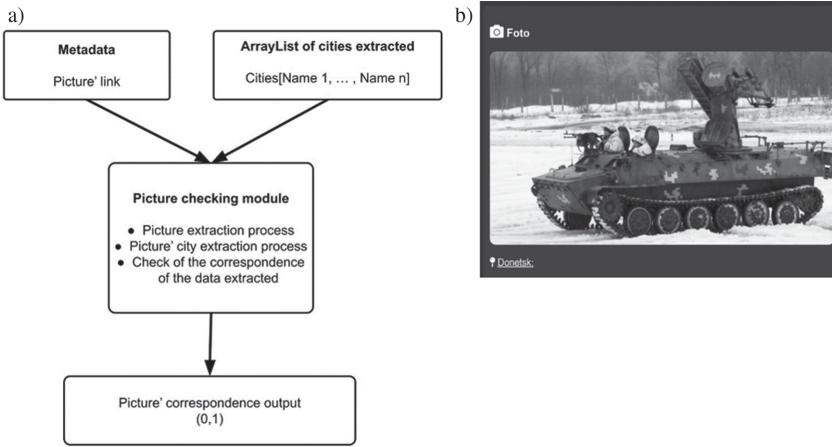 a)
Metadata
Picture' link
ArrayList of cities extracted
Cities[Name 1, ... , Name n]
Picture checking module
● Picture extraction process
● Picture' city extraction process
● Check of the correspondence
of the data extracted
Picture' correspondence output
(0,1)
b)
Foto
Donetsk: